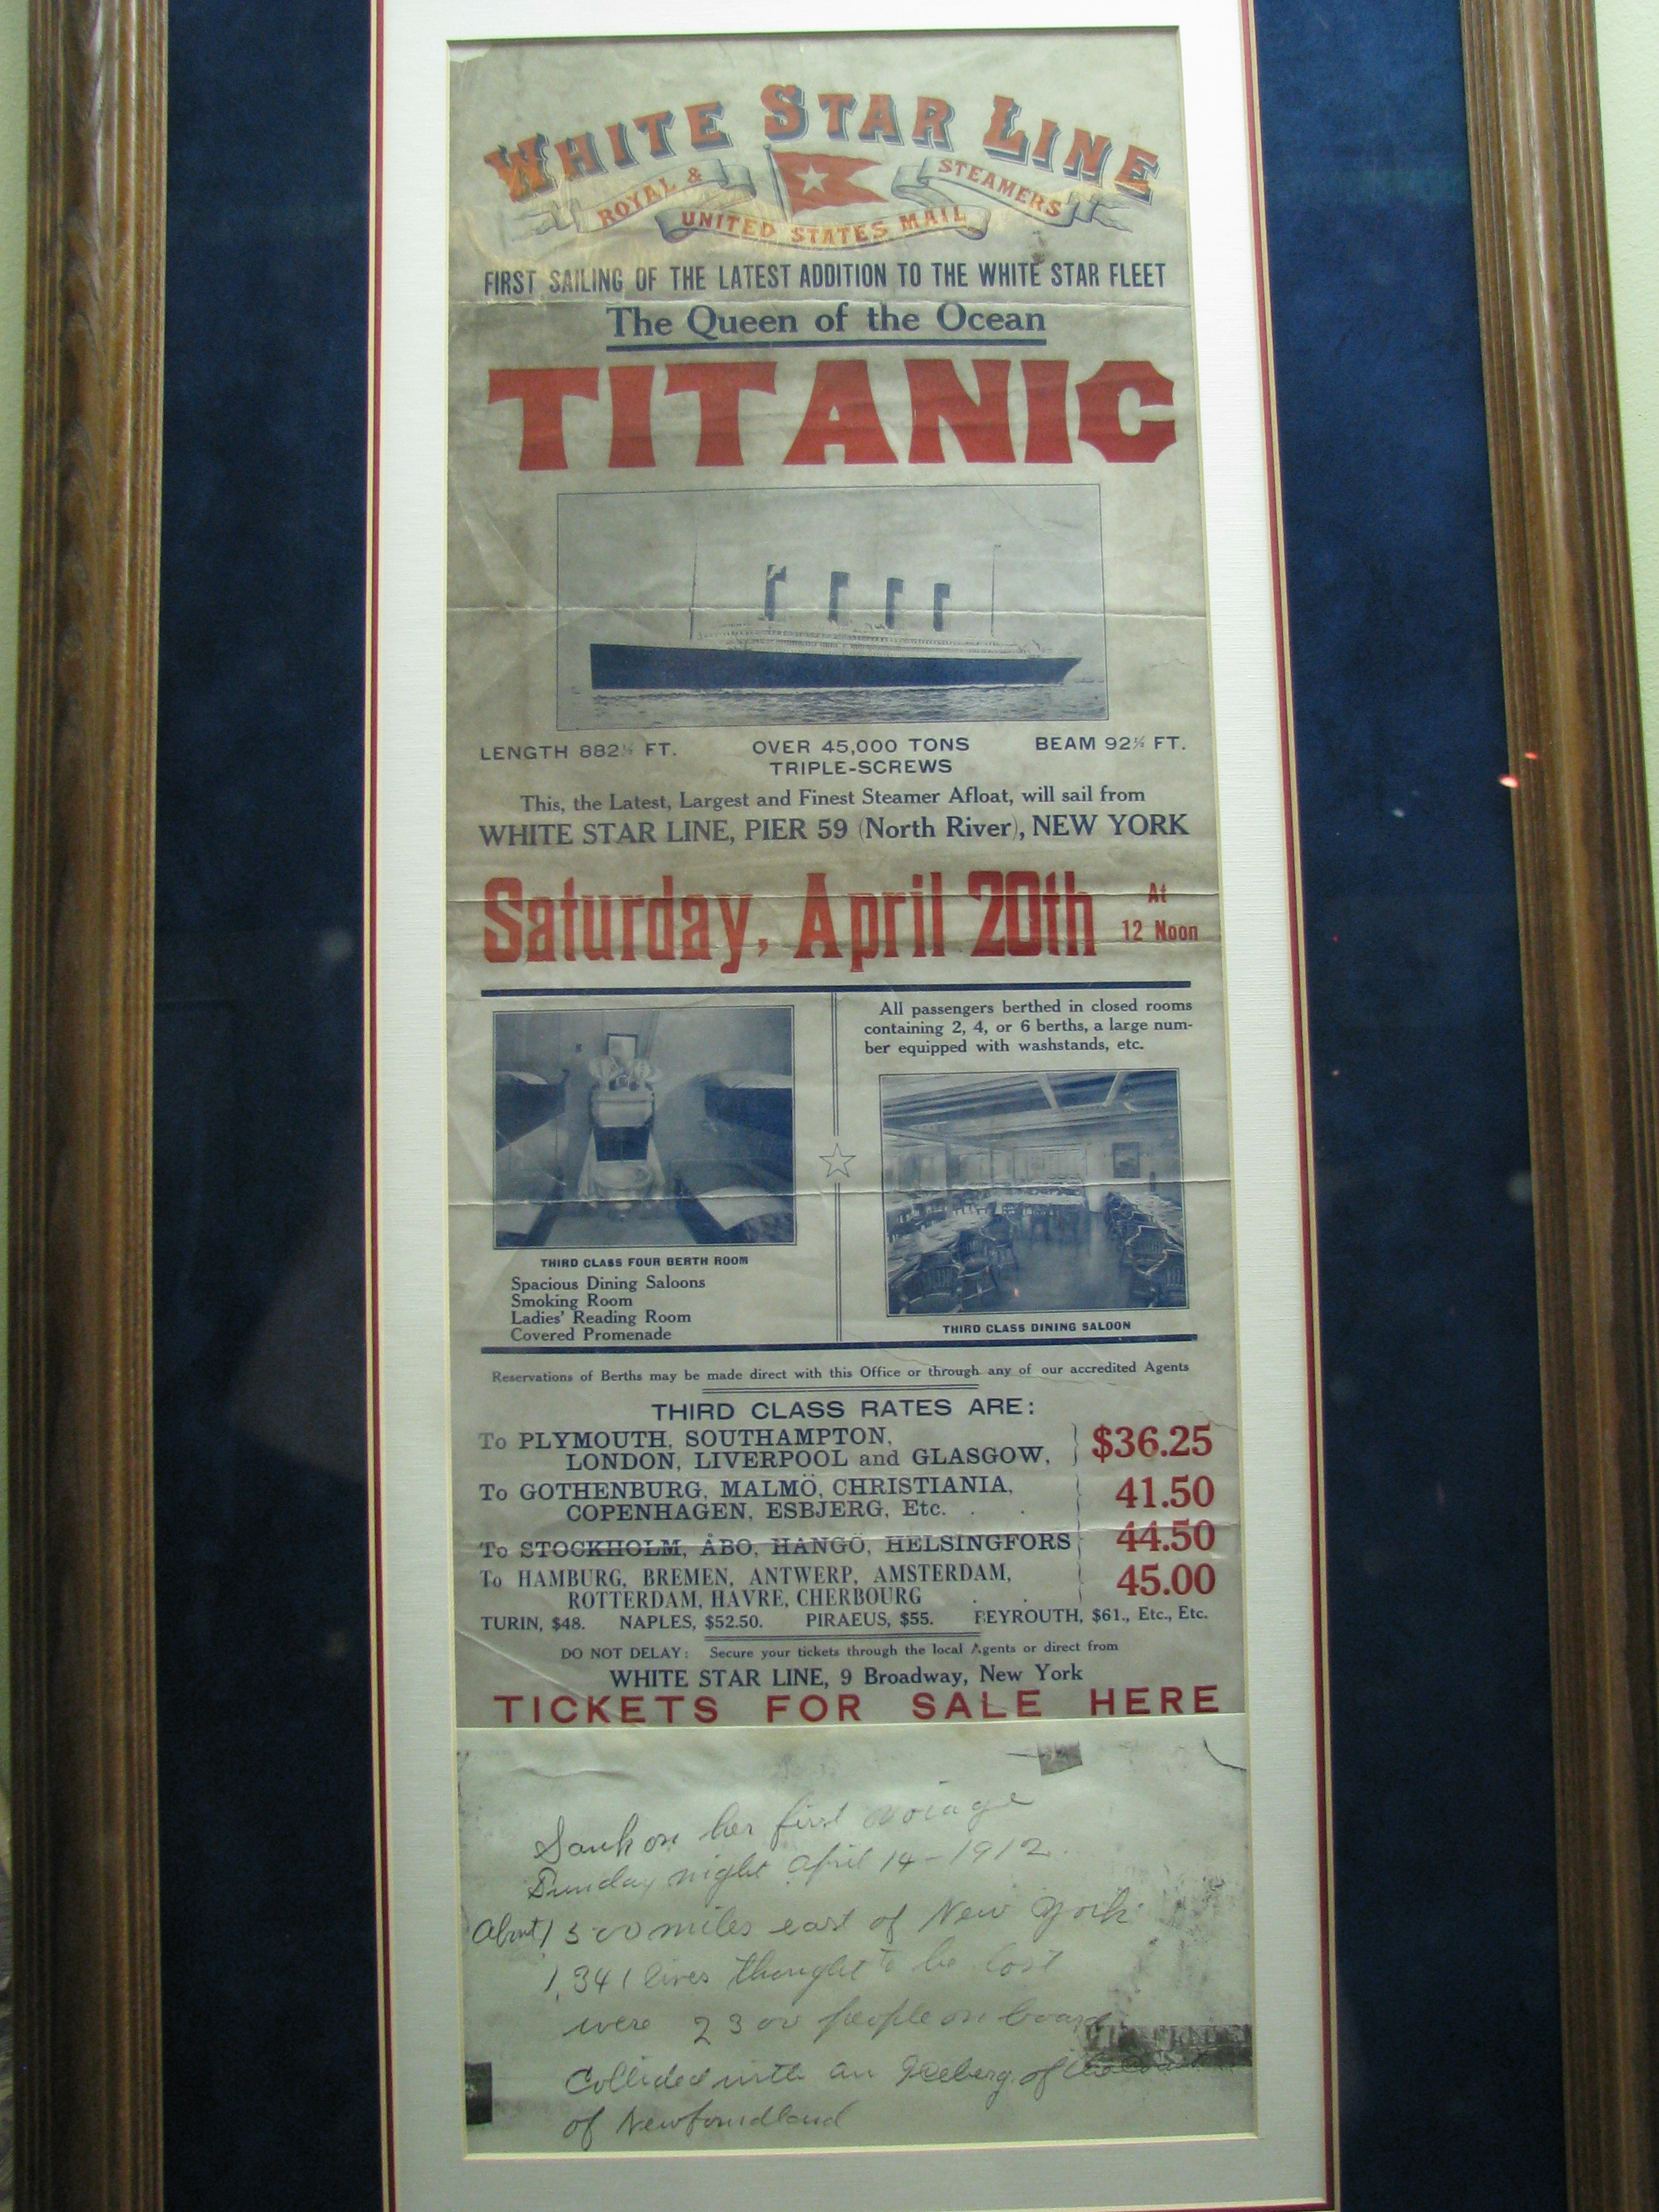 WHITE STAR LINE
ROYAL & UNITED STATES MAIL STEAMERS
FIRST SAILING OF THE LATEST ADDITION TO THE WHITE STAR FLEET
The Queen of the Ocean
TITANIC
LENGTH 882½ FT. OVER 45,000 TONS BEAM 92½ FT.
TRIPLE-SCREWS
This, the Latest, Largest and Finest Steamer Afloat, will sail from
WHITE STAR LINE, PIER 59 (North River), NEW YORK
Saturday, April 20th At
12 Noon
All passengers berthed in closed rooms
containing 2, 4, or 6 berths, a large num-
ber equipped with washstands, etc.
THIRD CLASS FOUR BERTH ROOM
Spacious Dining Saloons
Smoking Room
Ladies' Reading Room
Covered Promenade
THIRD CLASS DINING SALOON
Reservations of Berths may be made direct with this Office or through any of our accredited Agents
THIRD CLASS RATES ARE:
To PLYMOUTH, SOUTHAMPTON,
LONDON, LIVERPOOL and GLASGOW, $36.25
To GOTHENBURG, MALMÖ, CHRISTIANIA,
COPENHAGEN, ESBJERG, Etc. . . 41.50
To STOCKHOLM, ÅBO, HANGÖ, HELSINGFORS 44.50
To HAMBURG, BREMEN, ANTWERP, AMSTERDAM,
ROTTERDAM, HAVRE, CHERBOURG . . 45.00
TURIN, $48. NAPLES, $52.50. PIRAEUS, $55. BEYROUTH, $61., Etc., Etc.
DO NOT DELAY: Secure your tickets through the local Agents or direct from
WHITE STAR LINE, 9 Broadway, New York
TICKETS FOR SALE HERE
Sank on her first voiage
Sunday night April 14-1912.
About 1500 miles east of New York
1,341 lives thought to be lost
were 2300 people on board
Collided with an Iceberg of the
of Newfoundland